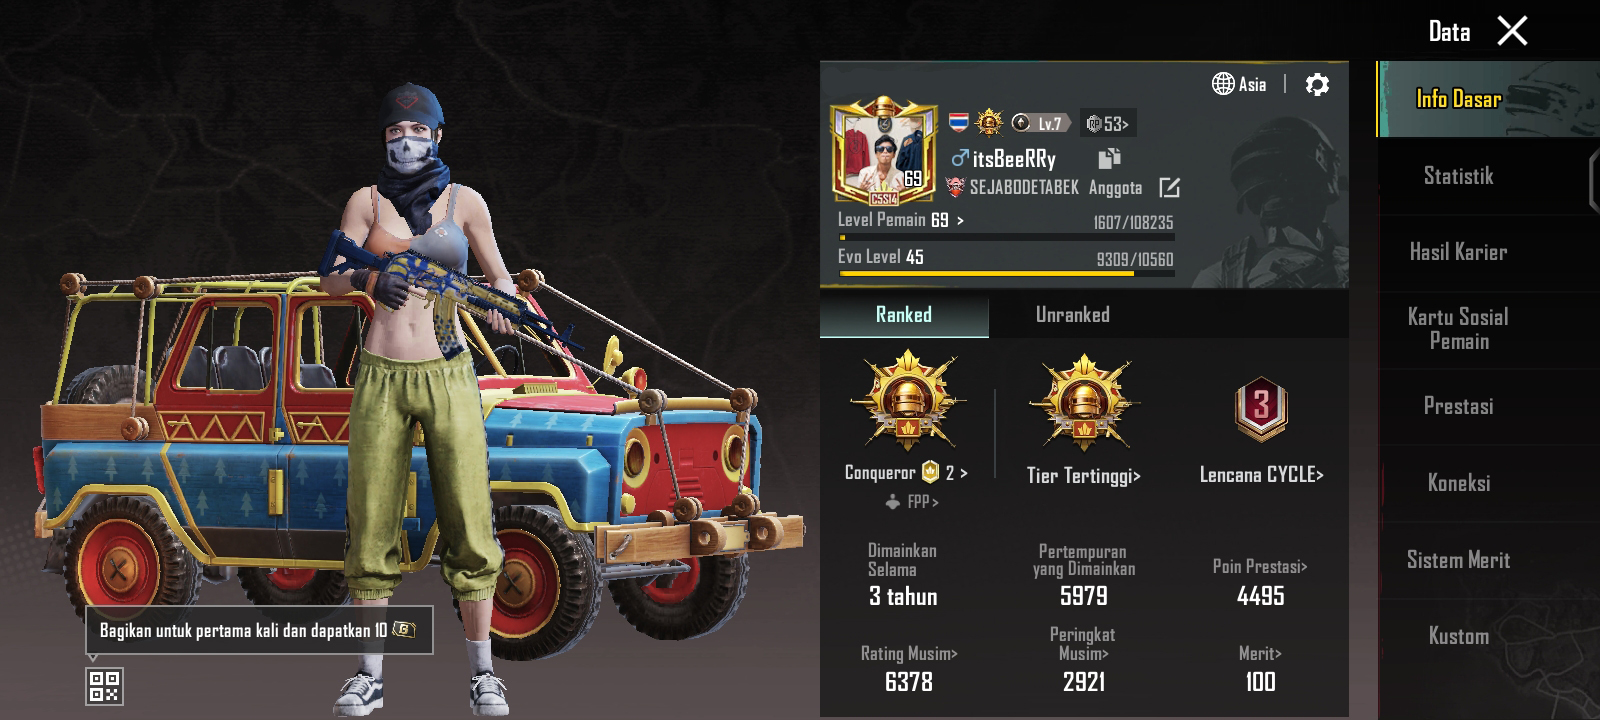 Data
Asia
Info Dasar
Lv.7
RP 53>
itsBeeRRy
69
C5S14
SEJABODETABEK Anggota
Level Pemain 69 >
1607/108235
Evo Level 45
9309/10560
Ranked
Unranked
3
Conqueror 2 >
Tier Tertinggi>
Lencana CYCLE>
FPP >
Dimainkan
Selama
3 tahun
Pertempuran
yang Dimainkan
5979
Poin Prestasi>
4495
Rating Musim>
6378
Peringkat
Musim>
2921
Merit>
100
Statistik
Hasil Karier
Kartu Sosial
Pemain
Prestasi
Koneksi
Sistem Merit
Kustom
Bagikan untuk pertama kali dan dapatkan 10 G